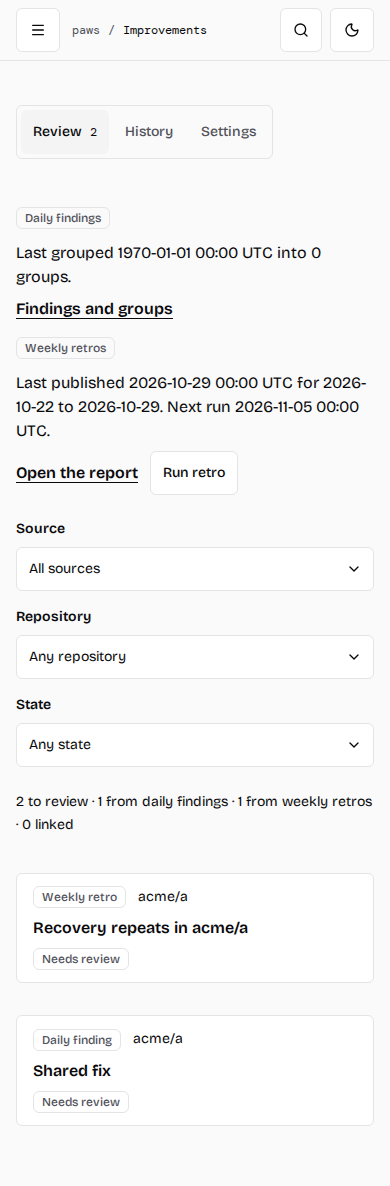 paws / Improvements
Review 2 History Settings
Daily findings
Last grouped 1970-01-01 00:00 UTC into 0
groups.
Findings and groups
Weekly retros
Last published 2026-10-29 00:00 UTC for 2026-
10-22 to 2026-10-29. Next run 2026-11-05 00:00
UTC.
Open the report Run retro
Source
All sources
Repository
Any repository
State
Any state
2 to review · 1 from daily findings · 1 from weekly retros
· 0 linked
Weekly retro acme/a
Recovery repeats in acme/a
Needs review
Daily finding acme/a
Shared fix
Needs review